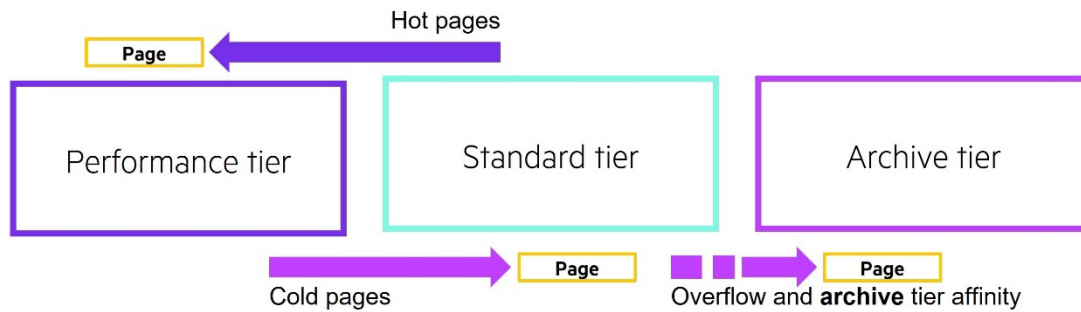 Hot pages
Page
Performance tier
Standard tier
Archive tier
Page
Page
Cold pages
Overflow and archive tier affinity